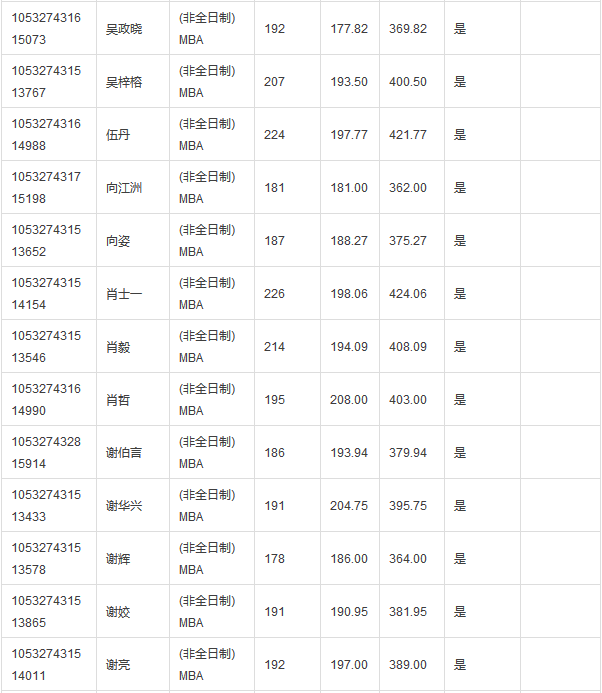 1053274316 吴政晓 (非全日制) 192 177.82 369.82 是
15073 MBA
1053274315 吴梓榕 (非全日制) 207 193.50 400.50 是
13767 MBA
1053274316 伍丹 (非全日制) 224 197.77 421.77 是
14988 MBA
1053274317 向江洲 (非全日制) 181 181.00 362.00 是
15198 MBA
1053274315 向姿 (非全日制) 187 188.27 375.27 是
13652 MBA
1053274315 肖士一 (非全日制) 226 198.06 424.06 是
14154 MBA
1053274315 肖毅 (非全日制) 214 194.09 408.09 是
13546 MBA
1053274316 肖哲 (非全日制) 195 208.00 403.00 是
14990 MBA
1053274328 谢伯言 (非全日制) 186 193.94 379.94 是
15914 MBA
1053274315 谢华兴 (非全日制) 191 204.75 395.75 是
13433 MBA
1053274315 谢辉 (非全日制) 178 186.00 364.00 是
13578 MBA
1053274315 谢姣 (非全日制) 191 190.95 381.95 是
13865 MBA
1053274315 谢亮 (非全日制) 192 197.00 389.00 是
14011 MBA